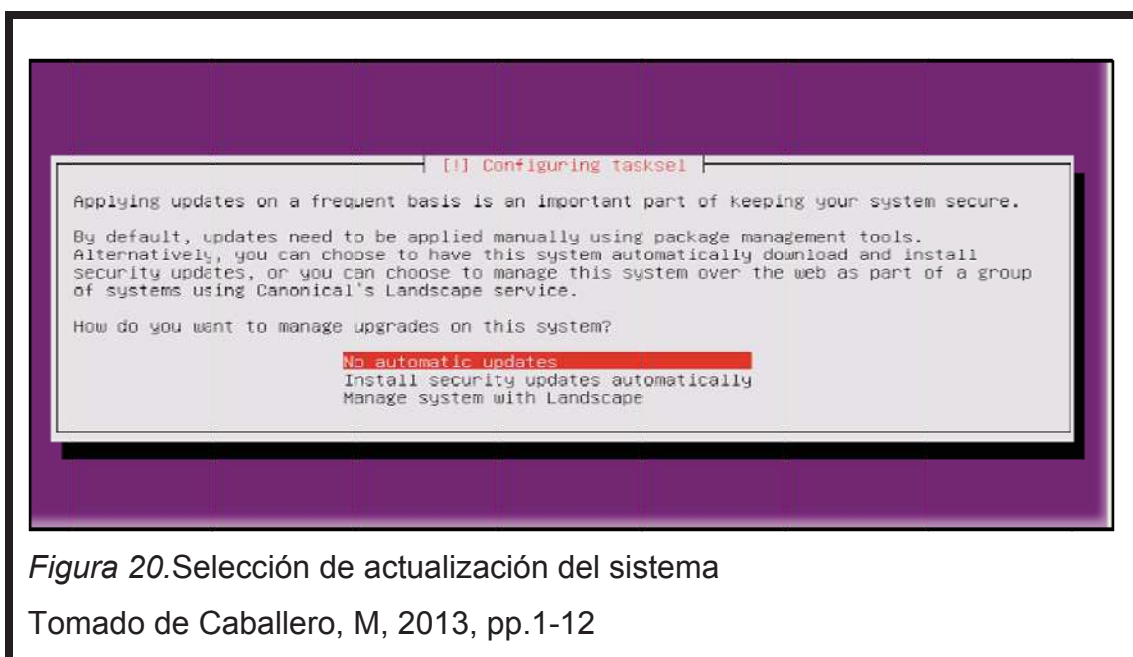 [!] Configuring tasksel
Applying updates on a frequent basis is an important part of keeping your system secure.
By default, updates need to be applied manually using package management tools.
Alternatively, you can choose to have this system automatically download and install
security updates, or you can choose to manage this system over the web as part of a group
of systems using Canonical's Landscape service.
How do you want to manage upgrades on this system?
No automatic updates
Install security updates automatically
Manage system with Landscape
Figura 20.Selección de actualización del sistema
Tomado de Caballero, M, 2013, pp.1-12